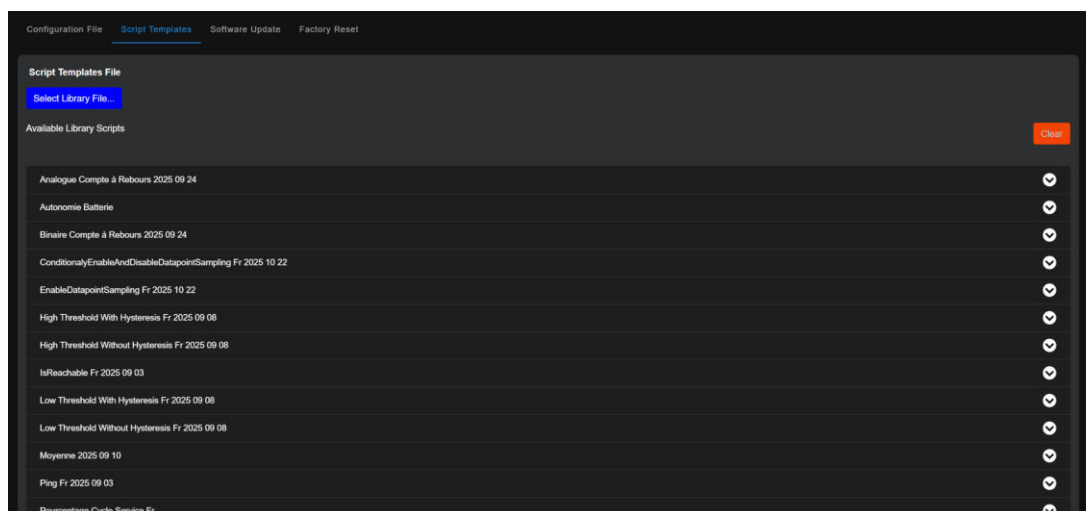 Configuration File Script Templates Software Update Factory Reset
Script Templates File
Select Library File...
Available Library Scripts
Clear
Analogue Compte à Rebours 2025 09 24
Autonomie Batterie
Binaire Compte à Rebours 2025 09 24
ConditionalyEnableAndDisableDatapointSampling Fr 2025 10 22
EnableDatapointSampling Fr 2025 10 22
High Threshold With Hysteresis Fr 2025 09 08
High Threshold Without Hysteresis Fr 2025 09 08
IsReachable Fr 2025 09 03
Low Threshold With Hysteresis Fr 2025 09 08
Low Threshold Without Hysteresis Fr 2025 09 08
Moyenne 2025 09 10
Ping Fr 2025 09 03
Pourcentage Cycle Service Fr